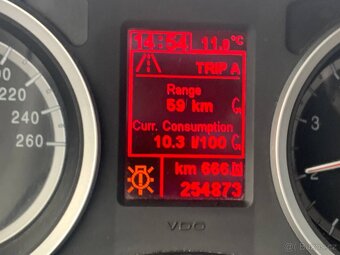 11.0°C
TRIP A
Range
59 km
Curr. Consumption
10.3 l/100
km 666
254873
VDO
220
240
260
3
2